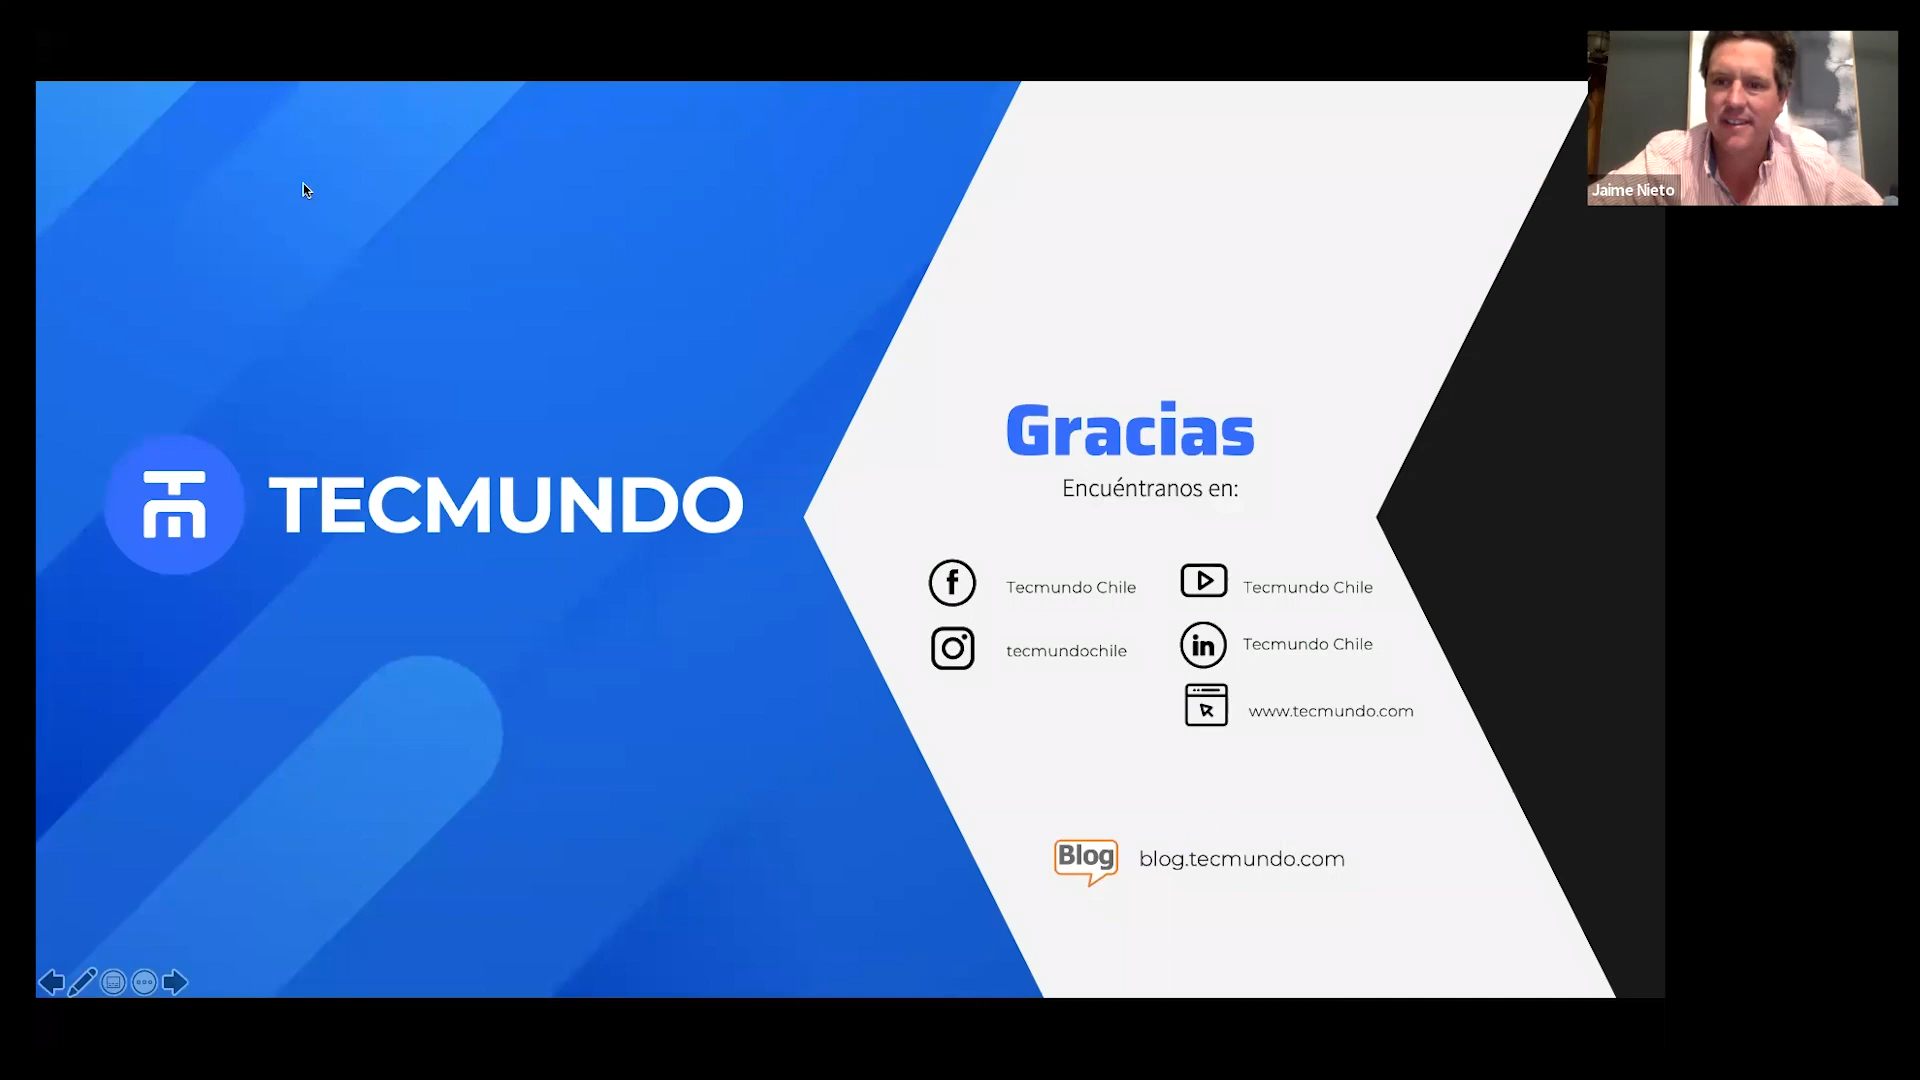 Jaime Nieto
TECMUNDO
Gracias
Encuéntranos en:
Tecmundo Chile
Tecmundo Chile
tecmundochile
Tecmundo Chile
www.tecmundo.com
Blog
blog.tecmundo.com